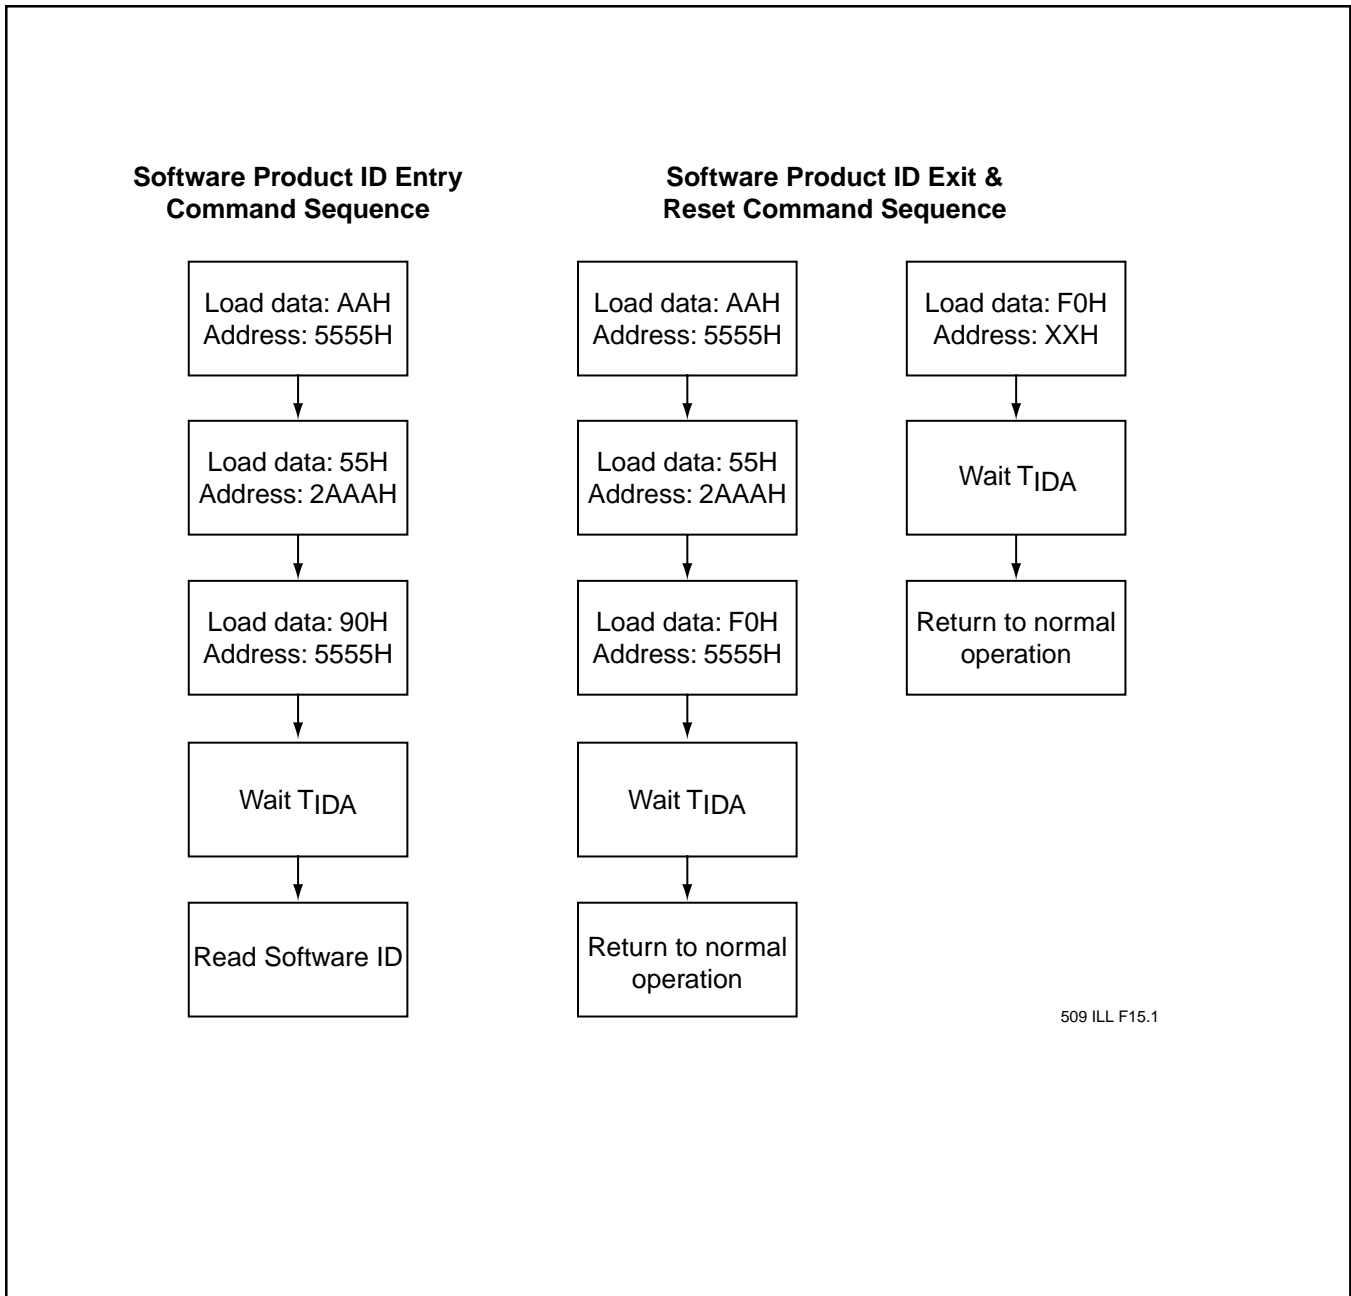 Software Product ID Entry
Command Sequence
Load data: AAH
Address: 5555H
Load data: 55H
Address: 2AAAH
Load data: 90H
Address: 5555H
Wait TIDA
Read Software ID
Software Product ID Exit &
Reset Command Sequence
Load data: AAH
Address: 5555H
Load data: 55H
Address: 2AAAH
Load data: F0H
Address: 5555H
Wait TIDA
Return to normal
operation
Load data: F0H
Address: XXH
Wait TIDA
Return to normal
operation
509 ILL F15.1